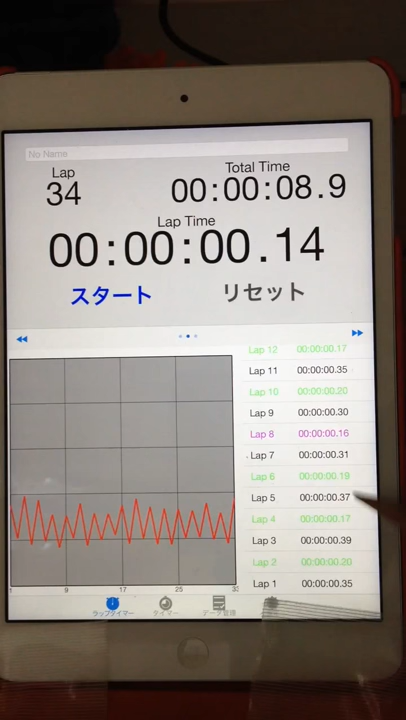 No Name
Lap
Total Time
34
00:00:08.9
Lap Time
00:00:00.14
スタート
リセット
Lap 12 00:00:00.17
Lap 11 00:00:00.35
Lap 10 00:00:00.20
Lap 9 00:00:00.30
Lap 8 00:00:00.16
Lap 7 00:00:00.31
Lap 6 00:00:00.19
Lap 5 00:00:00.37
Lap 4 00:00:00.17
Lap 3 00:00:00.39
Lap 2 00:00:00.20
Lap 1 00:00:00.35
1 9 17 25 33
ラップタイマー
タイマー
データ管理